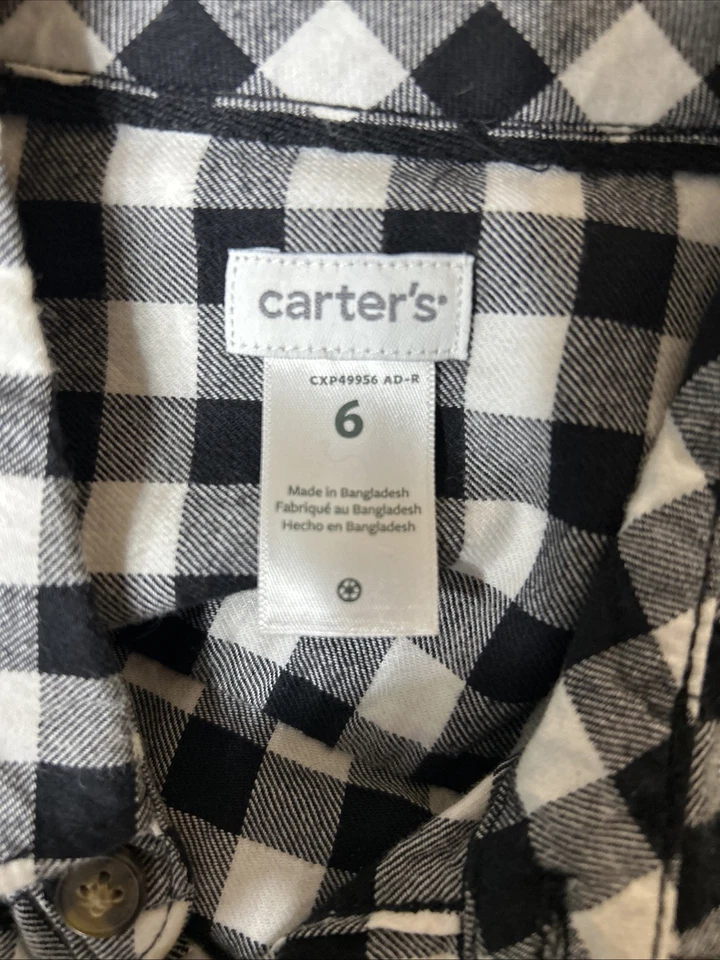 carter's
CXP49956 AD-R
6
Made in Bangladesh
Fabriqué au Bangladesh
Hecho en Bangladesh